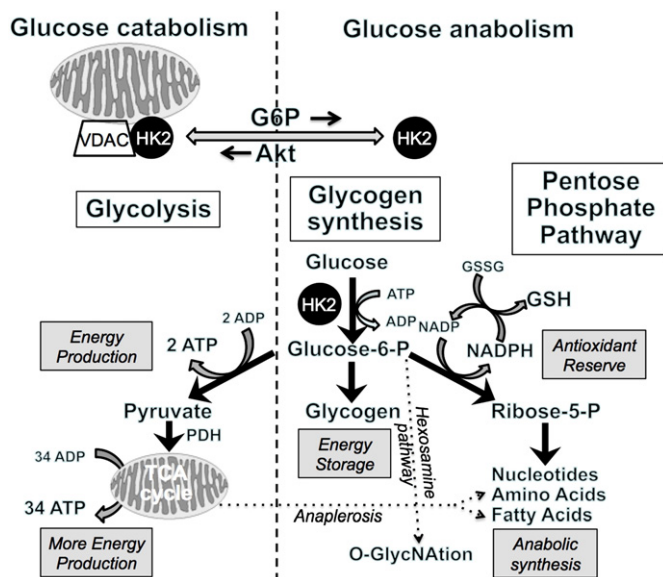 Glucose catabolism
Glucose anabolism
VDAC
HK2
G6P
Akt
HK2
Glycolysis
Glycogen
synthesis
Pentose
Phosphate
Pathway
Glucose
HK2
ATP
ADP
GSSG
GSH
NADP
NADPH
Energy
Production
2 ATP
2 ADP
Glucose-6-P
Antioxidant
Reserve
Pyruvate
PDH
Glycogen
Hexosamine
pathway
Ribose-5-P
Energy
Storage
34 ADP
TCA
cycle
34 ATP
Anaplerosis
Nucleotides
Amino Acids
Fatty Acids
More Energy
Production
O-GlycNAtion
Anabolic
synthesis